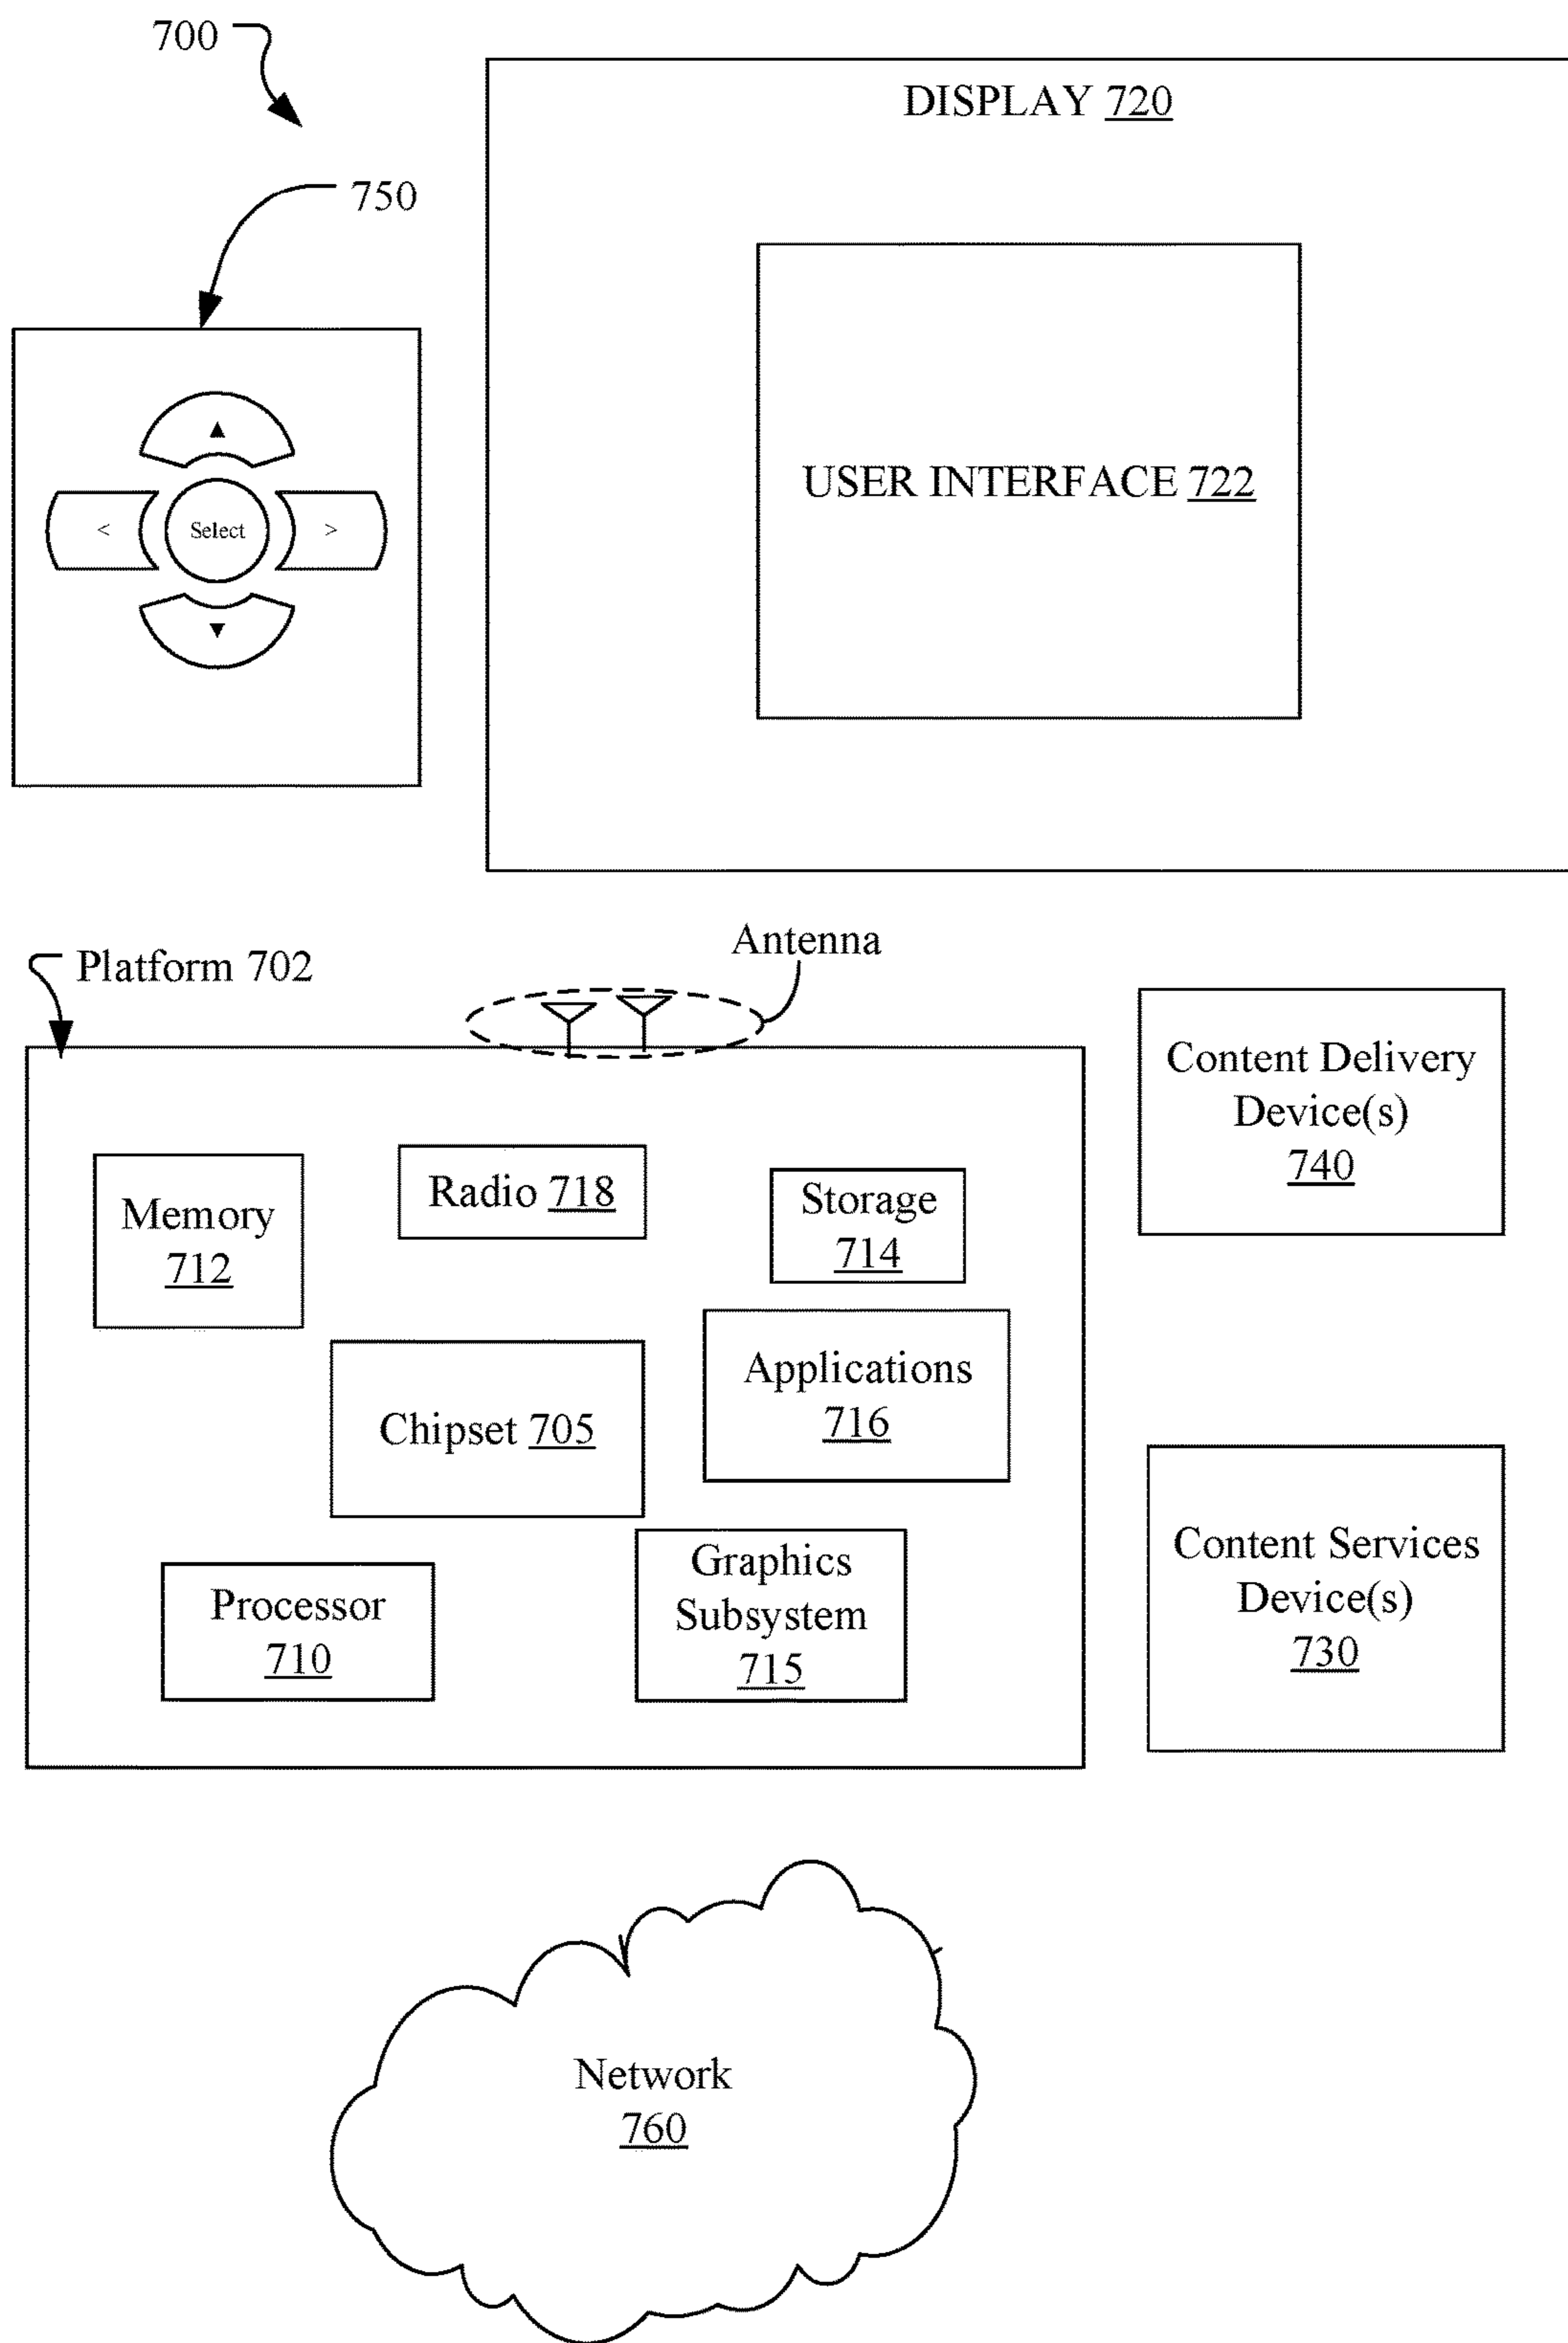 700
DISPLAY 720
750
USER INTERFACE 722
▲
<
Select
>
▼
Platform 702
Antenna
Memory
712
Radio 718
Storage
714
Chipset 705
Applications
716
Processor
710
Graphics
Subsystem
715
Content Delivery
Device(s)
740
Content Services
Device(s)
730
Network
760